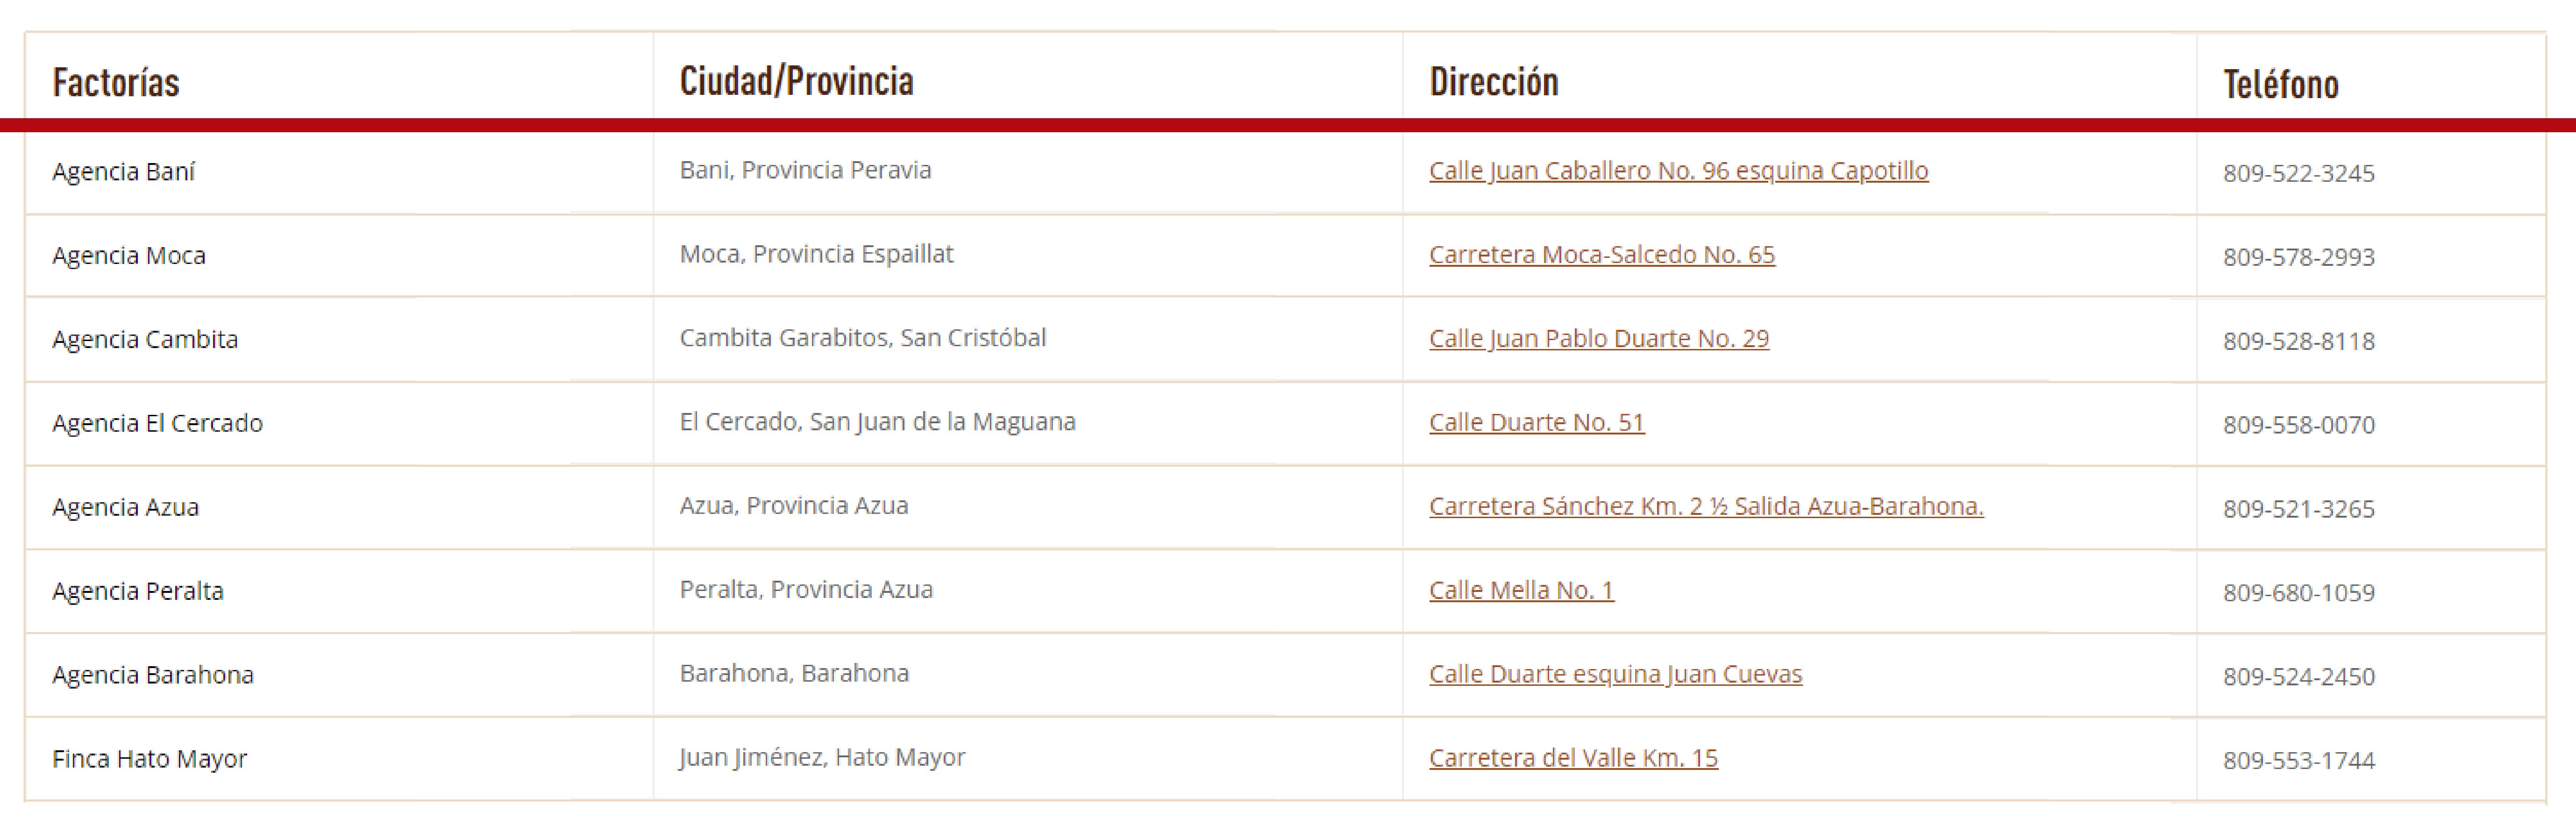 Factorías Ciudad/Provincia Dirección Teléfono
Agencia Baní Bani, Provincia Peravia Calle Juan Caballero No. 96 esquina Capotillo 809-522-3245
Agencia Moca Moca, Provincia Espaillat Carretera Moca-Salcedo No. 65 809-578-2993
Agencia Cambita Cambita Garabitos, San Cristóbal Calle Juan Pablo Duarte No. 29 809-528-8118
Agencia El Cercado El Cercado, San Juan de la Maguana Calle Duarte No. 51 809-558-0070
Agencia Azua Azua, Provincia Azua Carretera Sánchez Km. 2 ½ Salida Azua-Barahona. 809-521-3265
Agencia Peralta Peralta, Provincia Azua Calle Mella No. 1 809-680-1059
Agencia Barahona Barahona, Barahona Calle Duarte esquina Juan Cuevas 809-524-2450
Finca Hato Mayor Juan Jiménez, Hato Mayor Carretera del Valle Km. 15 809-553-1744